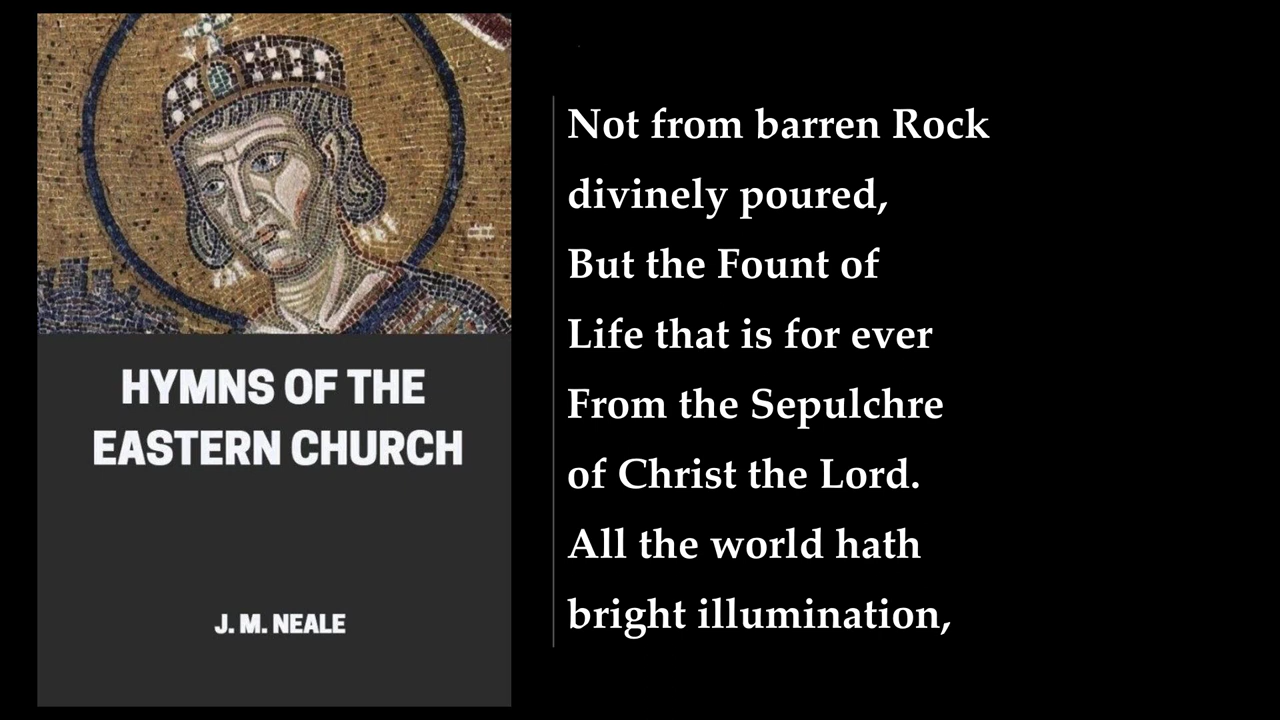 HYMNS OF THE
EASTERN CHURCH
J. M. NEALE
Not from barren Rock
divinely poured,
But the Fount of
Life that is for ever
From the Sepulchre
of Christ the Lord.
All the world hath
bright illumination,